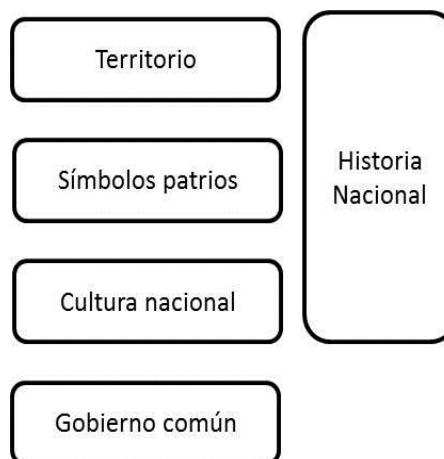 Territorio
Símbolos patrios
Cultura nacional
Gobierno común
Historia
Nacional